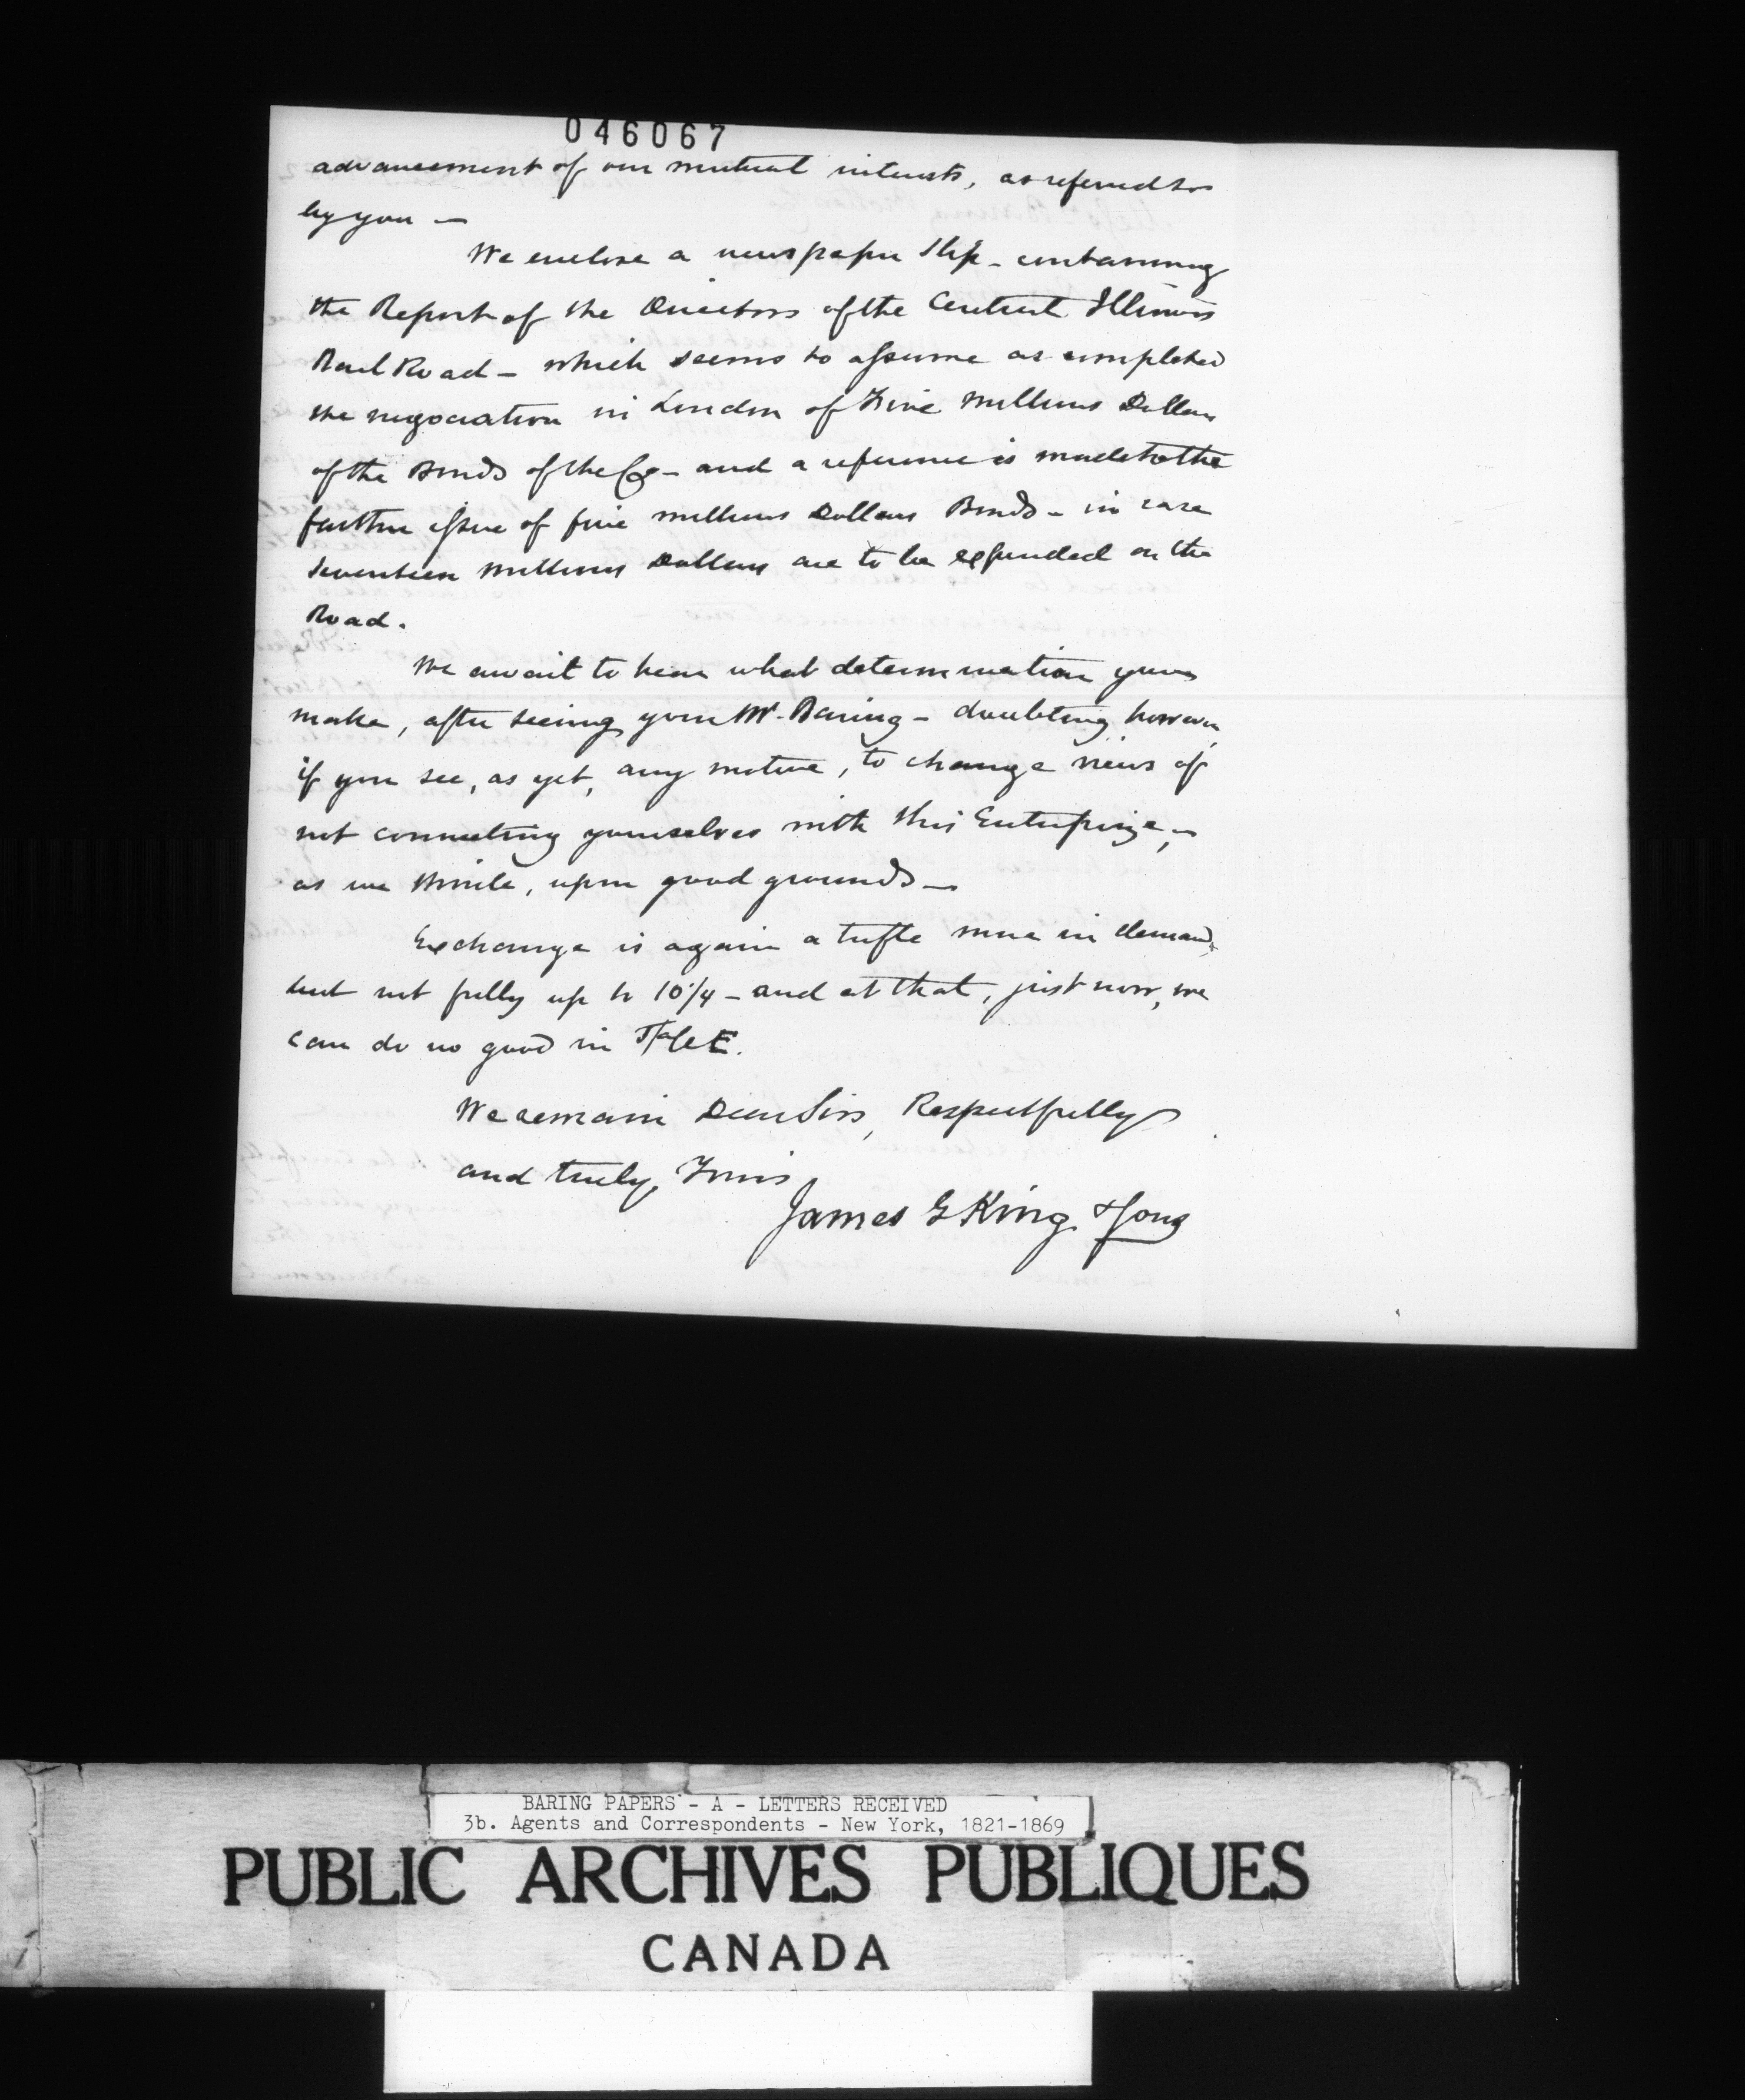 046067
advancement of our mutual interests, as referred to
by you —
We enclose a newspaper slip - containing
the Report of the Directors of the Central Illinois
Rail Road - which seems to assume as completed
the negociation in London of Five Millions Dollars
of the Bonds of the Co - and a reference is made to the
further issue of five millions Dollars Bonds - in case
seventeen millions Dollars are to be expended on the
Road.
We await to hear what determination you
make, after seeing your Mr. Baring - doubting however,
if you see, as yet, any motive, to change views of
not connecting yourselves with this Enterprize, -
as we think, upon good grounds —
Exchange is again a trifle more in demand,
but not fully up to 10 1/4 - and at that, just now, we
can do no good in
We remain Dear Sirs, Respectfully
and truly, Yours
James G King & Sons
BARING PAPERS - A - LETTERS RECEIVED
3b. Agents and Correspondents - New York, 1821-1869
PUBLIC ARCHIVES PUBLIQUES
CANADA